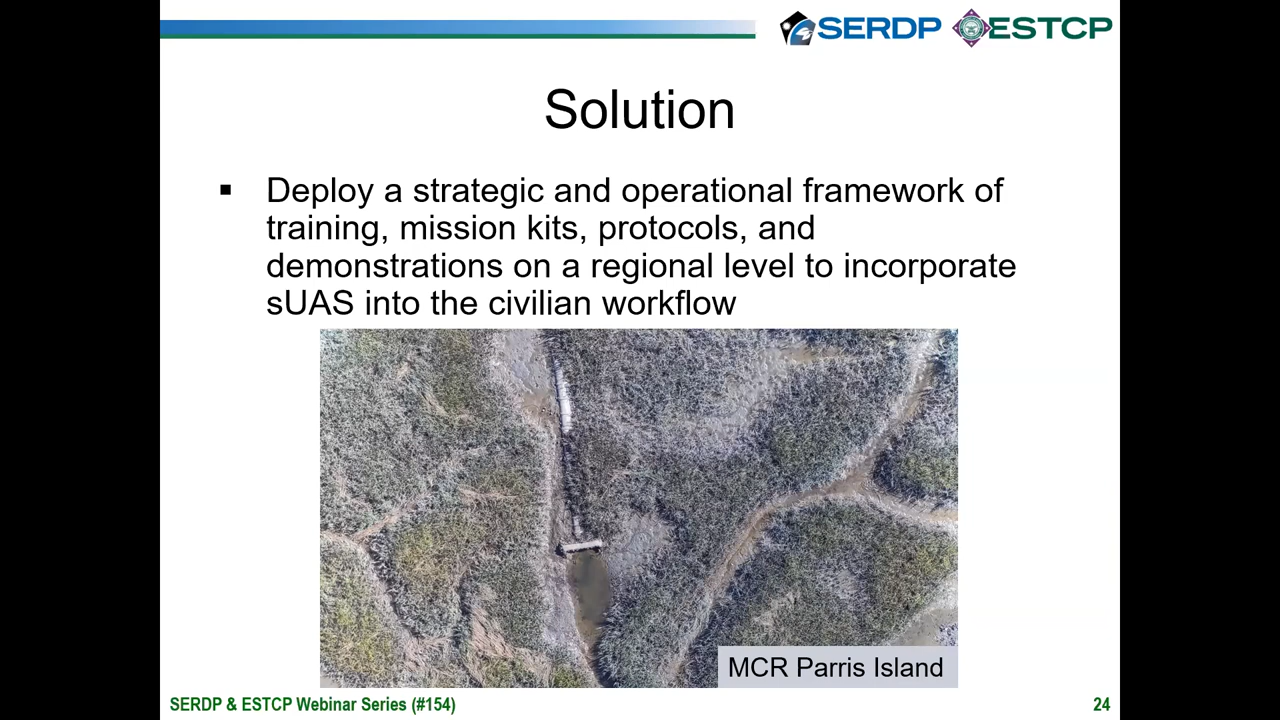 SERDP ESTCP
Solution
▪ Deploy a strategic and operational framework of
training, mission kits, protocols, and
demonstrations on a regional level to incorporate
sUAS into the civilian workflow
MCR Parris Island
SERDP & ESTCP Webinar Series (#154) 24